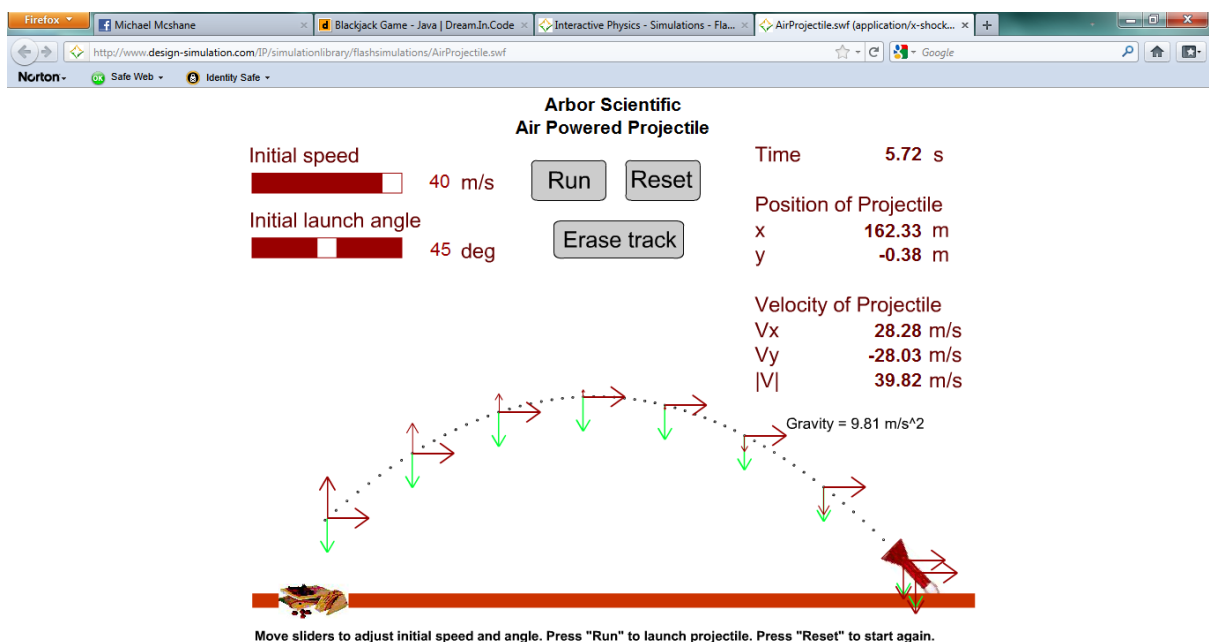 Firefox
Michael Mcshane
Blackjack Game - Java | Dream.In.Code
Interactive Physics - Simulations - Fla...
AirProjectile.swf (application/x-shock...
http://www.design-simulation.com/IP/simulationlibrary/flashsimulations/AirProjectile.swf
Google
Norton
OK Safe Web
Identity Safe
Arbor Scientific
Air Powered Projectile
Initial speed
40 m/s
Initial launch angle
45 deg
Run
Reset
Erase track
Time 5.72 s
Position of Projectile
x 162.33 m
y -0.38 m
Velocity of Projectile
Vx 28.28 m/s
Vy -28.03 m/s
|V| 39.82 m/s
Gravity = 9.81 m/s^2
Move sliders to adjust initial speed and angle. Press "Run" to launch projectile. Press "Reset" to start again.